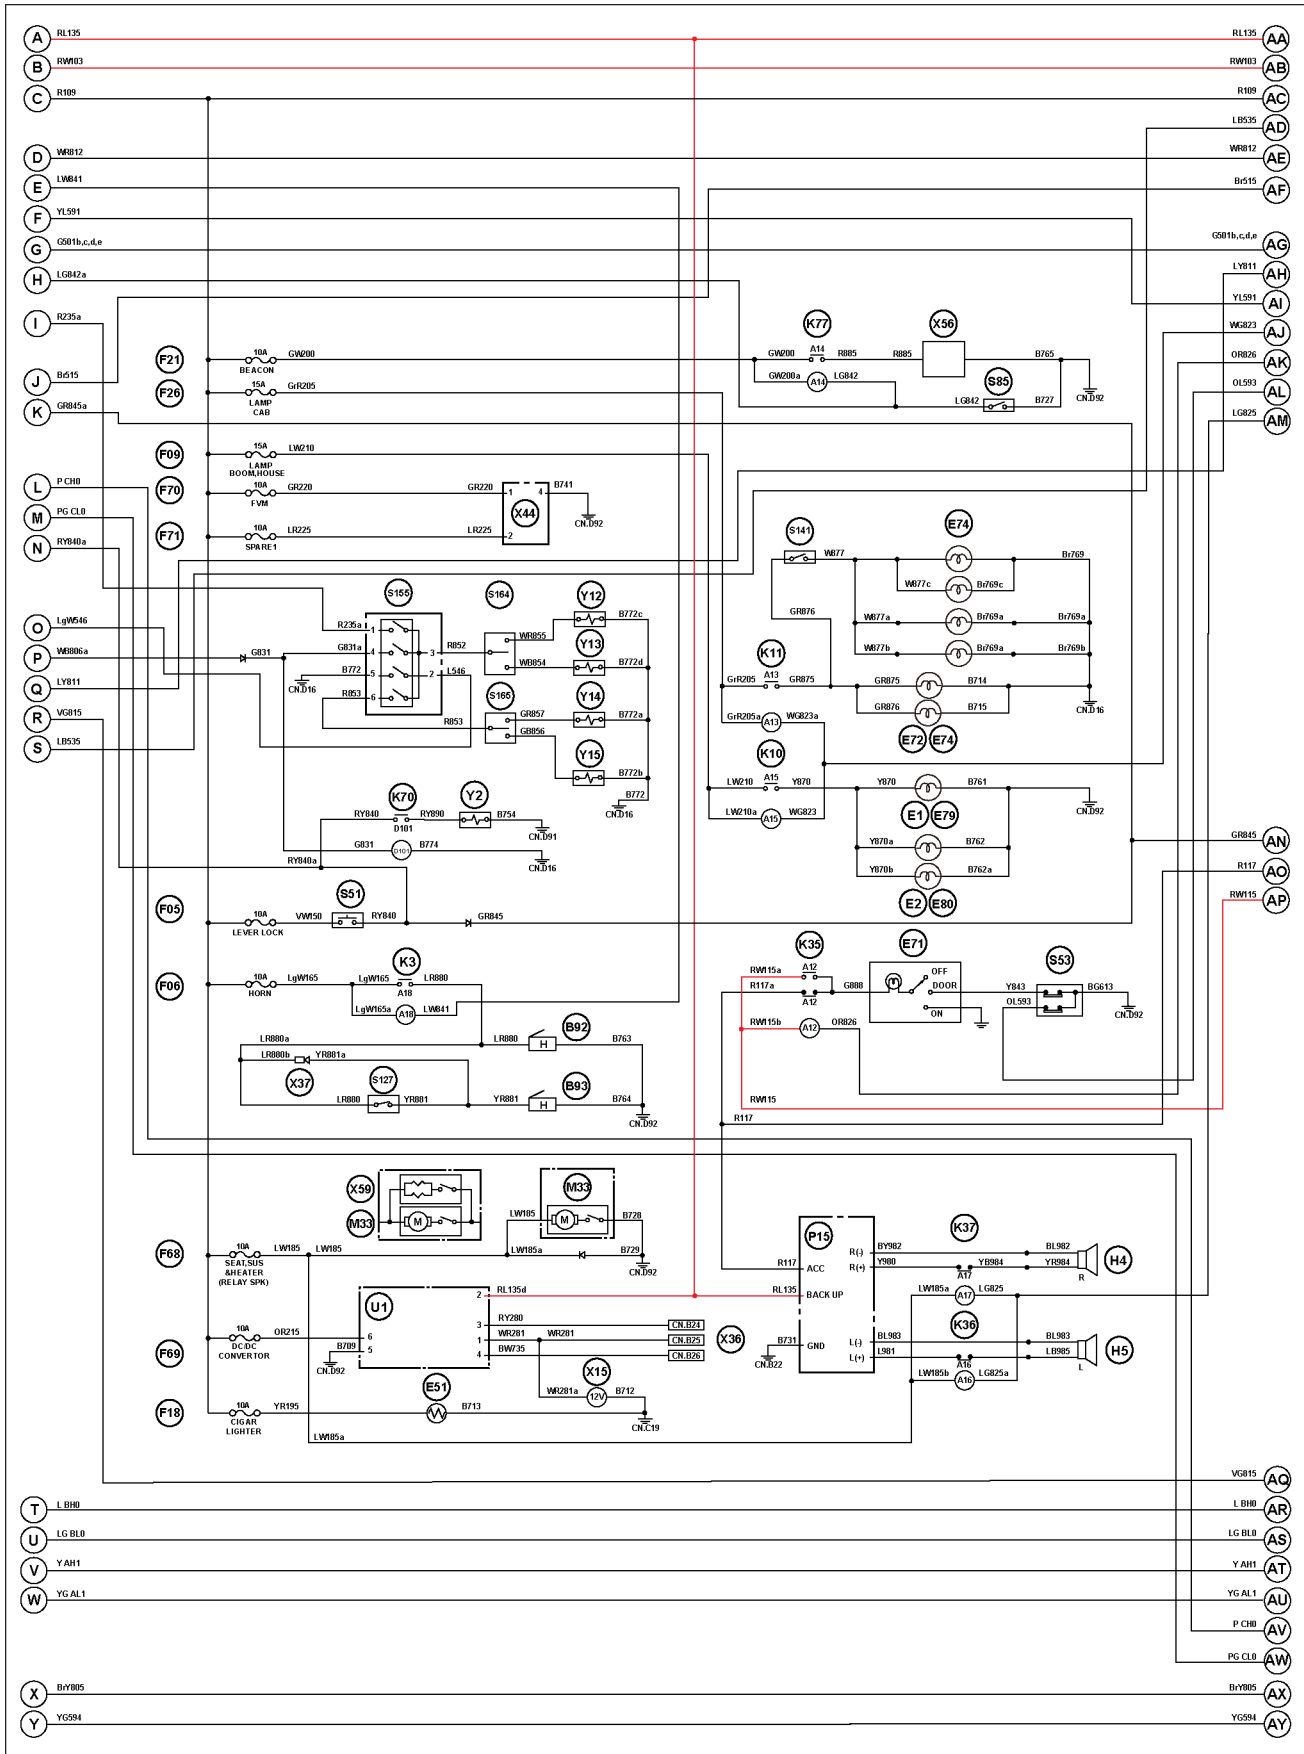 A RL135 RL135 AA
B RW103 RW103 AB
C R109 R109 AC
LB535 AD
D WR812 WR812 AE
E LW841
Br515 AF
F YL591
G G501b,c,d,e G501b,c,d,e AG
H LG842a LY811 AH
YL591 AI
I R235a
K77 X56
WG823 AJ
F21 10A GW200 GW200 A14 R885 R885 B765
BEACON
OR826 AK
J Br515
GW200a A14 LG842 S85
F26 15A GrR205
LAMP
CAB
LG842 B727 CN.D92
OL593 AL
K GR845a
LG825 AM
F09 15A LW210
LAMP
BOOM,HOUSE
L P CH0
F70 10A GR220 GR220 1 4 B741
FVM
X44 CN.D92
M PG CL0
F71 10A LR225 LR225 2
SPARE1
N RY840a
S141 E74
W877 Br769
W877c Br769c
GR876
W877a Br769a Br769a
W877b Br769a Br769b
S155 S164 Y12
O LgW546
R235a 1 WR855 B772c
P WB806a G831 G831a 4 3 R852 Y13
B772 5 2 L546 WB854 B772d
CN.D16
Q LY811
R853 6 S165 Y14
R VG815
R853 GR857 B772a
GB856
S LB535
Y15
B772b
B772
CN.D16
K11
GrR205 A13 GR875 GR875 B714
GR876 B715 CN.D16
GrR205a A13 WG823a E72 E74
K10
LW210 A15 Y870 Y870 B761
CN.D92
LW210a A15 WG823 E1 E79
Y870a B762
Y870b B762a
E2 E80
K70 Y2
RY840 RY890 B754
D101 CN.D91
G831 D101 B774
RY840a CN.D16
GR845 AN
R117 AO
RW115 AP
F05 10A VW150 S51 RY840 GR845
LEVER LOCK
K35 E71 S53
F06 10A LgW165 LgW165 K3 LR880
HORN A18
LgW165a A18 LW841
RW115a A12 OFF
R117a A12 G888 DOOR Y843 BG613
OL593 CN.D92
ON
RW115b A12 OR826
LR880a LR880 H B92 B763
LR880b YR881a
X37 S127
LR880 YR881 YR881 H B93 B764
CN.D92
RW115
R117
X59 M33
M33 M M
LW185 B728
F68 10A LW185 LW185 LW185a B729
SEAT,SUS
&HEATER
(RELAY SPK)
CN.D92
P15 K37
R(-) BY982 BL982
R117 ACC R(+) Y980 YB984 YR984 H4
A17 R
U1 2 RL135d RL135 BACK UP LW185a A17 LG825
3 RY280 CN.B24 K36
F69 10A OR215 6 1 WR281 WR281 CN.B25 X36
DC/DC
CONVERTOR
B709 5 4 BW735 CN.B26
CN.D92
B731 GND L(-) BL983 BL983
CN.B22 L(+) L981 LB985 H5
A16 L
LW185b A16 LG825a
E51 X15
WR281a 12V B712
F18 10A YR195 B713
CIGAR
LIGHTER
CN.C19
LW185a
VG815 AQ
T L BH0 L BH0 AR
U LG BL0 LG BL0 AS
V Y AH1 Y AH1 AT
W YG AL1 YG AL1 AU
P CH0 AV
PG CL0 AW
X BrY805 BrY805 AX
Y YG594 YG594 AY